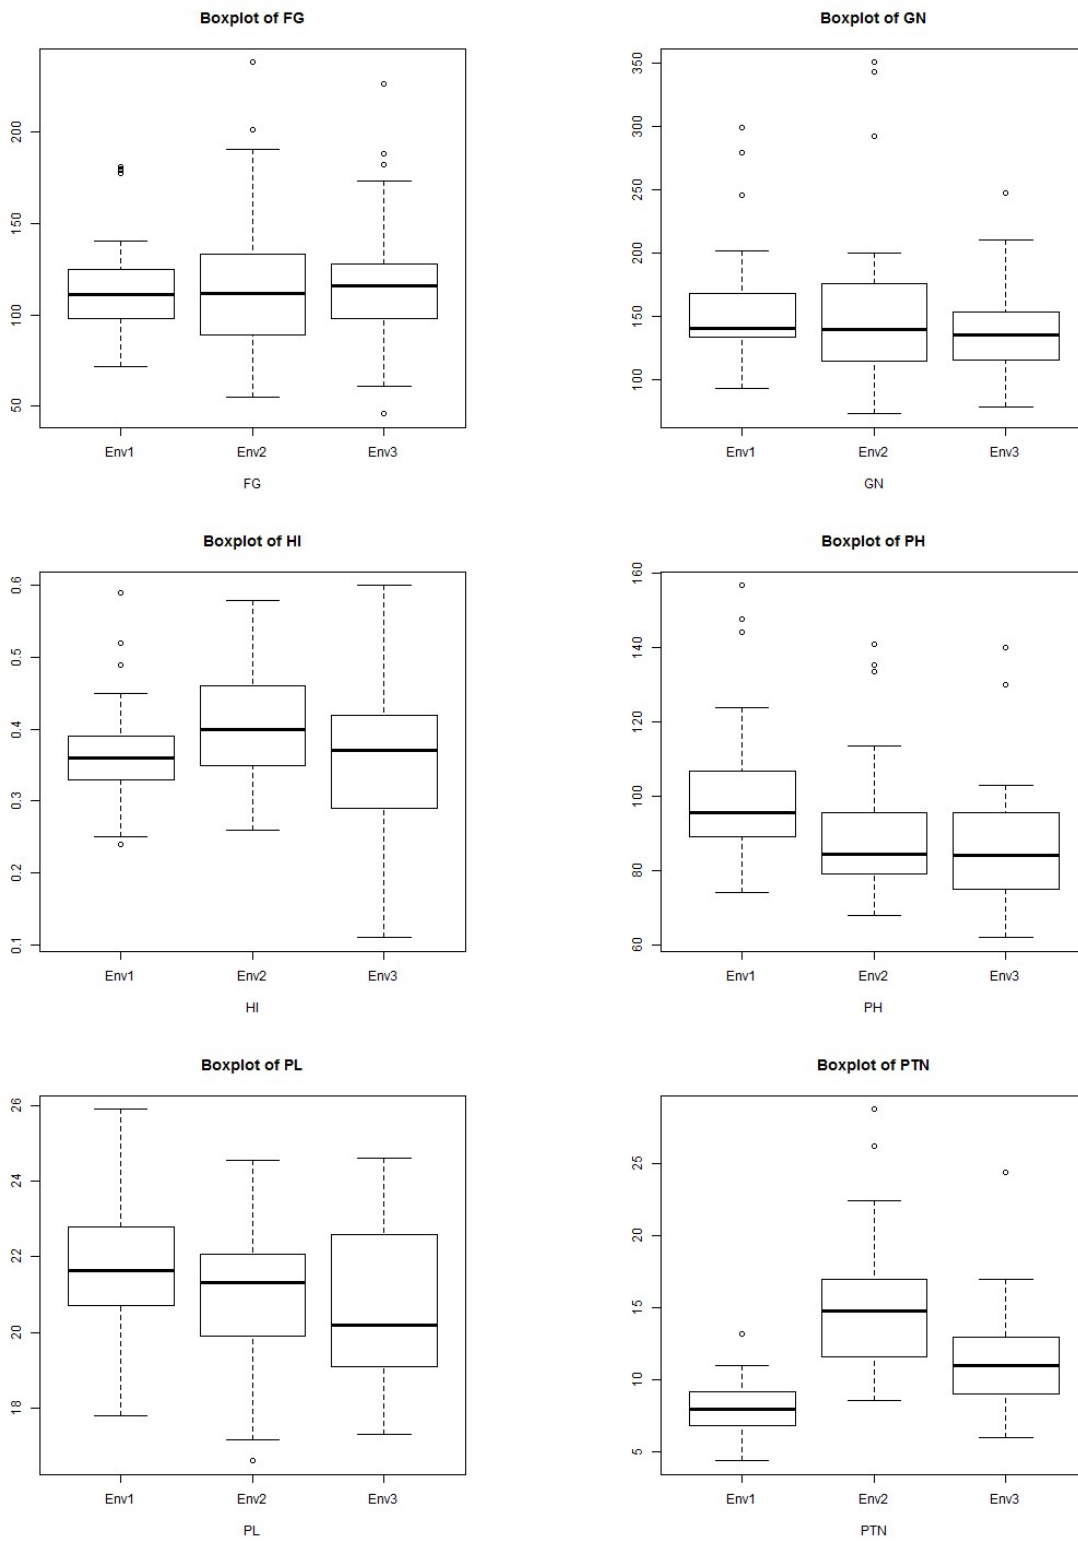 Boxplot of FG
200
150
100
50
Env1 Env2 Env3
FG
Boxplot of GN
350
300
250
200
150
100
Env1 Env2 Env3
GN
Boxplot of HI
0.6
0.5
0.4
0.3
0.2
0.1
Env1 Env2 Env3
HI
Boxplot of PH
160
140
120
100
80
60
Env1 Env2 Env3
PH
Boxplot of PL
26
24
22
20
18
Env1 Env2 Env3
PL
Boxplot of PTN
25
20
15
10
5
Env1 Env2 Env3
PTN